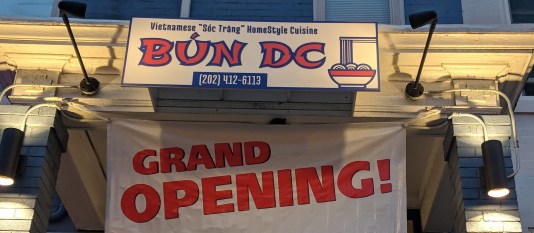 Vietnamese "Sóc Trăng" HomeStyle Cuisine
BÚN DC
(202) 412-6113
GRAND
OPENING!